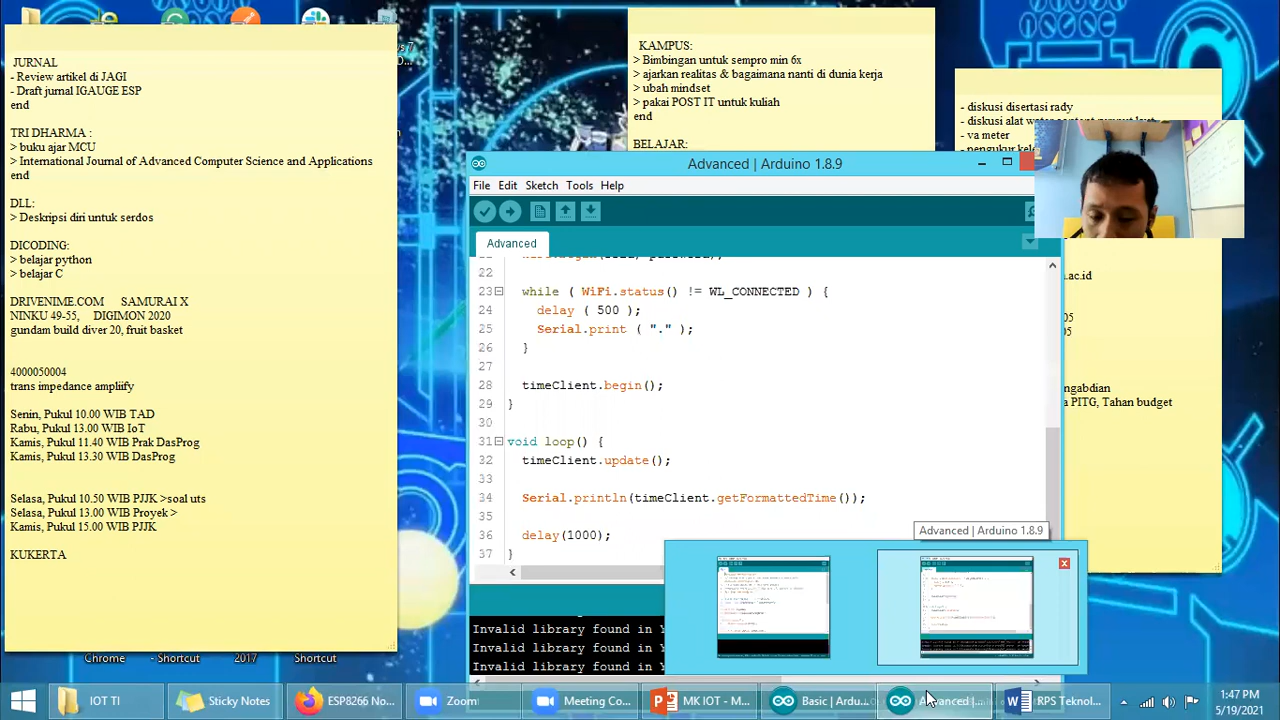 JURNAL
- Review artikel di JAGI
- Draft jurnal IGAUGE ESP
end
TRI DHARMA :
> buku ajar MCU
> International Journal of Advanced Computer Science and Applications
end
DLL:
> Deskripsi diri untuk serdos
DICODING:
> belajar python
> belajar C
DRIVENIME.COM SAMURAI X
NINKU 49-55, DIGIMON 2020
gundam build diver 20, fruit basket
4000050004
trans impedance ampliify
Senin, Pukul 10.00 WIB TAD
Rabu, Pukul 13.00 WIB IoT
Kamis, Pukul 11.40 WIB Prak DasProg
Kamis, Pukul 13.30 WIB DasProg
Selasa, Pukul 10.50 WIB PJJK >soal uts
Selasa, Pukul 13.00 WIB Proyek >
Kamis, Pukul 15.00 WIB PJJK
KUKERTA
KAMPUS:
> Bimbingan untuk sempro min 6x
> ajarkan realitas & bagaimana nanti di dunia kerja
> ubah mindset
> pakai POST IT untuk kuliah
end
BELAJAR:
- diskusi disertasi rady
- diskusi alat water content
- va meter
- pengukur
n.ac.id
05
05
ngabdian
a PITG, Tahan budget
Advanced | Arduino 1.8.9
File Edit Sketch Tools Help
Advanced
22
23 while ( WiFi.status() != WL_CONNECTED ) {
24 delay ( 500 );
25 Serial.print ( "." );
26 }
27
28 timeClient.begin();
29 }
30
31 void loop() {
32 timeClient.update();
33
34 Serial.println(timeClient.getFormattedTime());
35
36 delay(1000);
37 }
Advanced | Arduino 1.8.9
Invalid library found in
Invalid library found in
Invalid library found in
Chrome - Shortcut 2017 Shortcut
IOT TI Sticky Notes ESP8266 No... Zoom Meeting Co... MK IOT - M... Basic | Ardu... Advanced |... RPS Teknol...
1:47 PM
5/19/2021